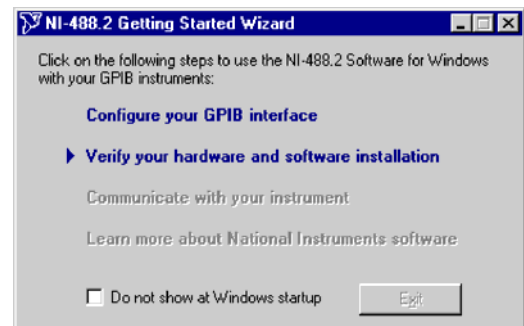 NI-488.2 Getting Started Wizard
Click on the following steps to use the NI-488.2 Software for Windows
with your GPIB instruments:
Configure your GPIB interface
Verify your hardware and software installation
Communicate with your instrument
Learn more about National Instruments software
Do not show at Windows startup
Exit